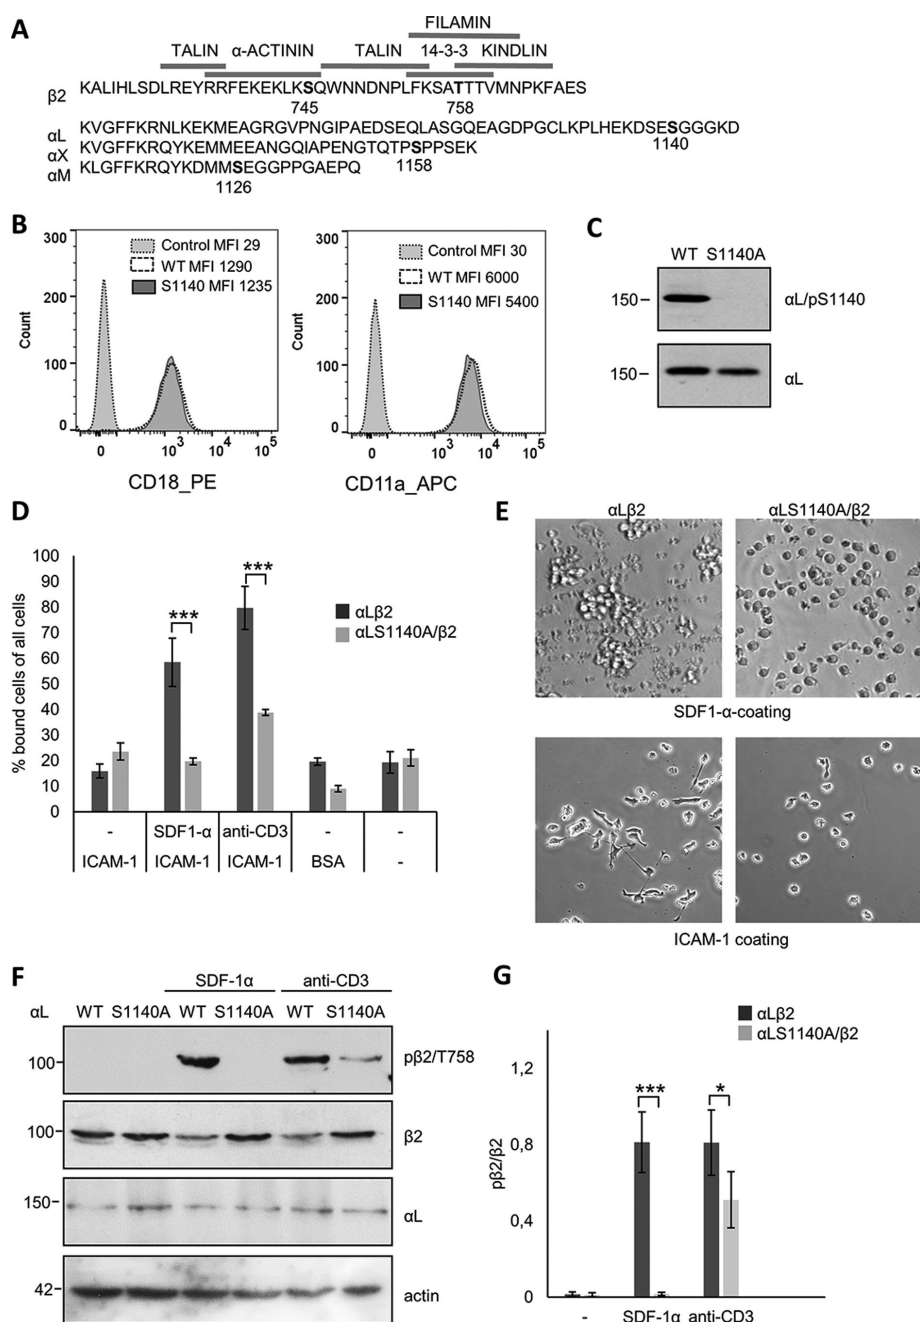 A
FILAMIN
TALIN α-ACTININ TALIN 14-3-3 KINDLIN
β2 KALIHLSDLREYRRFEKEKLKSQWNNDNPLFKSATTTVMNPKFAES
745 758
αL KVGFFKRNLKEKMEAGRGVPNGIPAEDSEQLASGQEAGDPGCLKPLHEKDSESGGGKD
1140
αX KVGFFKRQYKEMMEEANGQIAPENGTQTPSPPSEK
1158
αM KLGFFKRQYKDMMSEGGPPGAEPQ
1126
B
300
200
100
0
Count
Control MFI 29
WT MFI 1290
S1140 MFI 1235
0 10³ 10⁴ 10⁵
CD18_PE
300
200
100
0
Count
Control MFI 30
WT MFI 6000
S1140 MFI 5400
0 10³ 10⁴ 10⁵
CD11a_APC
C
WT S1140A
150 αL/pS1140
150 αL
D
100
90
80
70
60
50
40
30
20
10
0
% bound cells of all cells
***
***
αLβ2
αLS1140A/β2
- SDF1-α anti-CD3 - -
ICAM-1 ICAM-1 ICAM-1 BSA -
E
αLβ2 αLS1140A/β2
SDF1-α-coating
ICAM-1 coating
F
SDF-1α anti-CD3
αL WT S1140A WT S1140A WT S1140A
100 pβ2/T758
100 β2
150 αL
42 actin
G
αLβ2
αLS1140A/β2
1,2
0,8
0,4
0
pβ2/β2
*** *
- SDF-1α anti-CD3